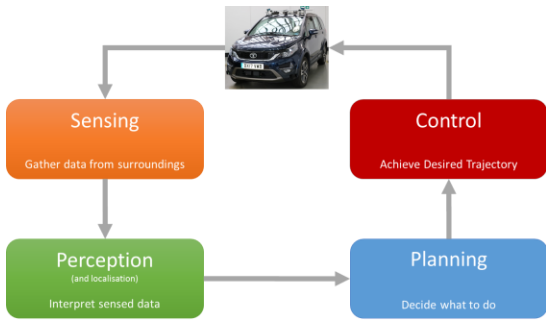 Sensing
Gather data from surroundings
Control
Achieve Desired Trajectory
Perception
(and localisation)
Interpret sensed data
Planning
Decide what to do